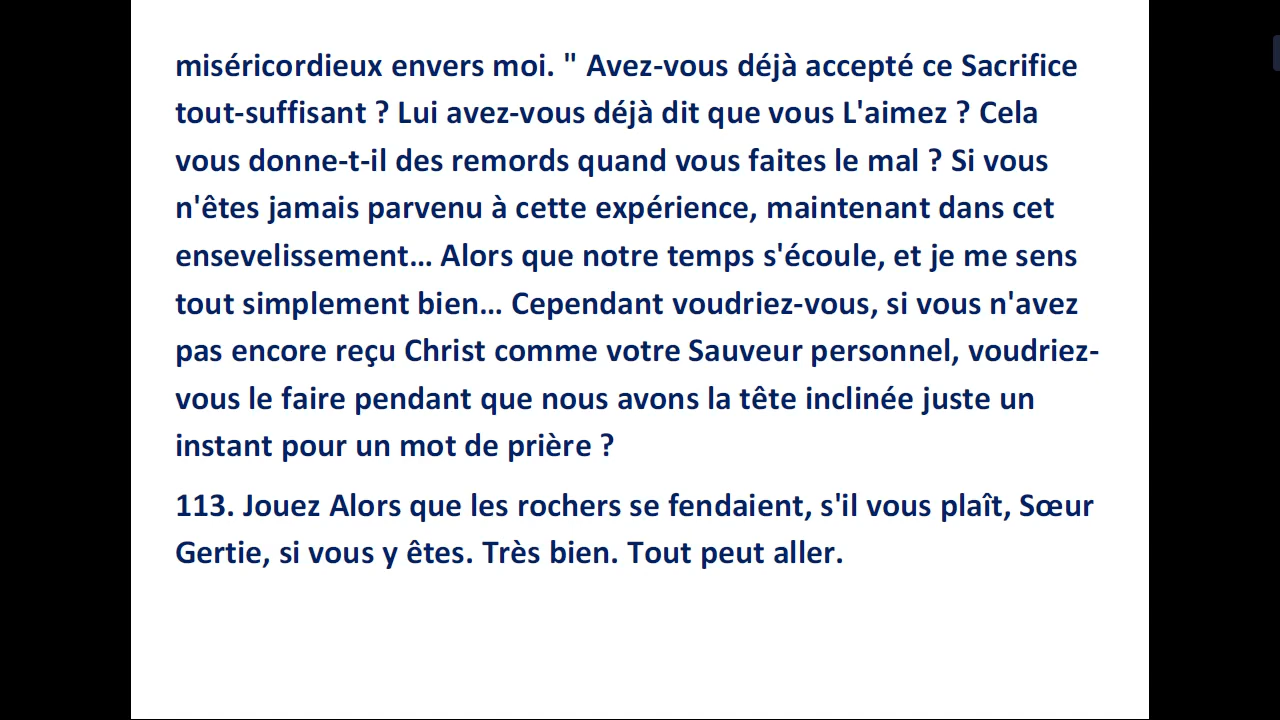 miséricordieux envers moi. " Avez-vous déjà accepté ce Sacrifice
tout-suffisant ? Lui avez-vous déjà dit que vous L'aimez ? Cela
vous donne-t-il des remords quand vous faites le mal ? Si vous
n'êtes jamais parvenu à cette expérience, maintenant dans cet
ensevelissement... Alors que notre temps s'écoule, et je me sens
tout simplement bien... Cependant voudriez-vous, si vous n'avez
pas encore reçu Christ comme votre Sauveur personnel, voudriez-
vous le faire pendant que nous avons la tête inclinée juste un
instant pour un mot de prière ?
113. Jouez Alors que les rochers se fendaient, s'il vous plaît, Sœur
Gertie, si vous y êtes. Très bien. Tout peut aller.